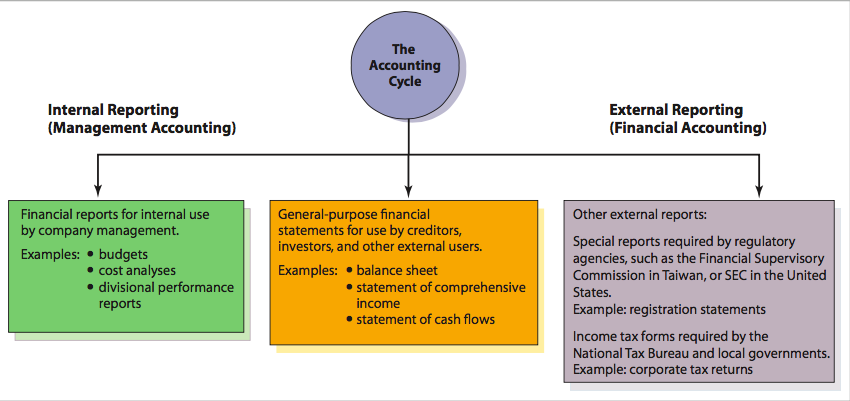 The
Accounting
Cycle
Internal Reporting
(Management Accounting)
External Reporting
(Financial Accounting)
Financial reports for internal use
by company management.
Examples: • budgets
• cost analyses
• divisional performance
reports
General-purpose financial
statements for use by creditors,
investors, and other external users.
Examples: • balance sheet
• statement of comprehensive
income
• statement of cash flows
Other external reports:
Special reports required by regulatory
agencies, such as the Financial Supervisory
Commission in Taiwan, or SEC in the United
States.
Example: registration statements
Income tax forms required by the
National Tax Bureau and local governments.
Example: corporate tax returns